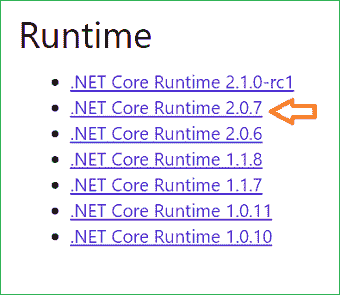 Runtime
.NET Core Runtime 2.1.0-rc1
.NET Core Runtime 2.0.7
.NET Core Runtime 2.0.6
.NET Core Runtime 1.1.8
.NET Core Runtime 1.1.7
.NET Core Runtime 1.0.11
.NET Core Runtime 1.0.10